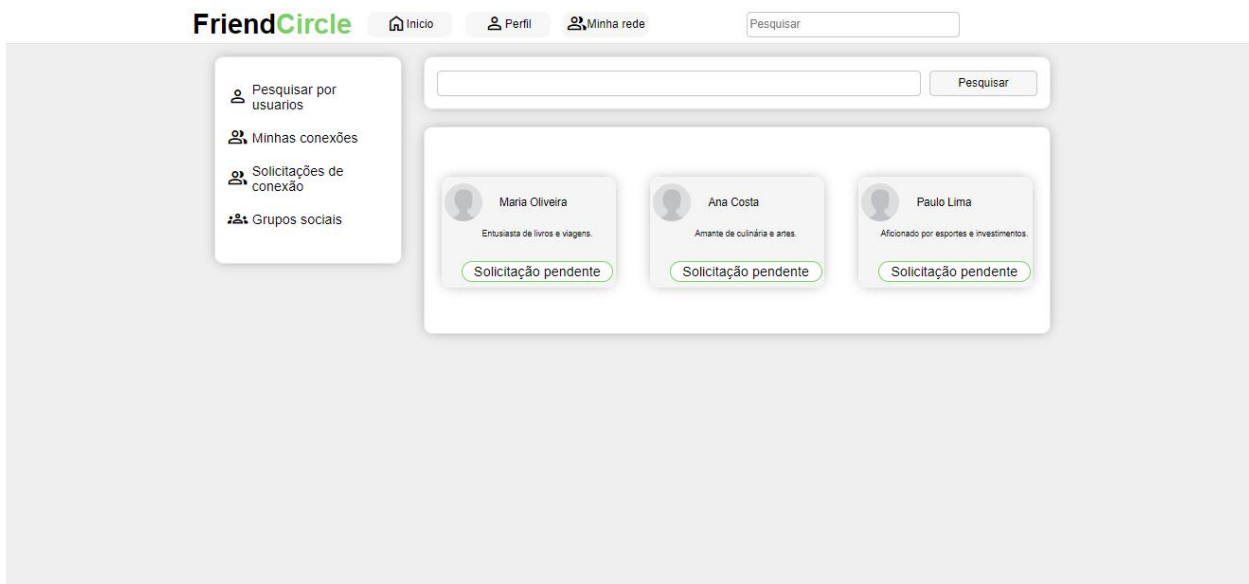 FriendCircle
Inicio
Perfil
Minha rede
Pesquisar
Pesquisar por
usuarios
Minhas conexões
Solicitações de
conexão
Grupos sociais
Pesquisar
Maria Oliveira
Entusiasta de livros e viagens.
Solicitação pendente
Ana Costa
Amante de culinária e artes.
Solicitação pendente
Paulo Lima
Aficionado por esportes e investimentos.
Solicitação pendente